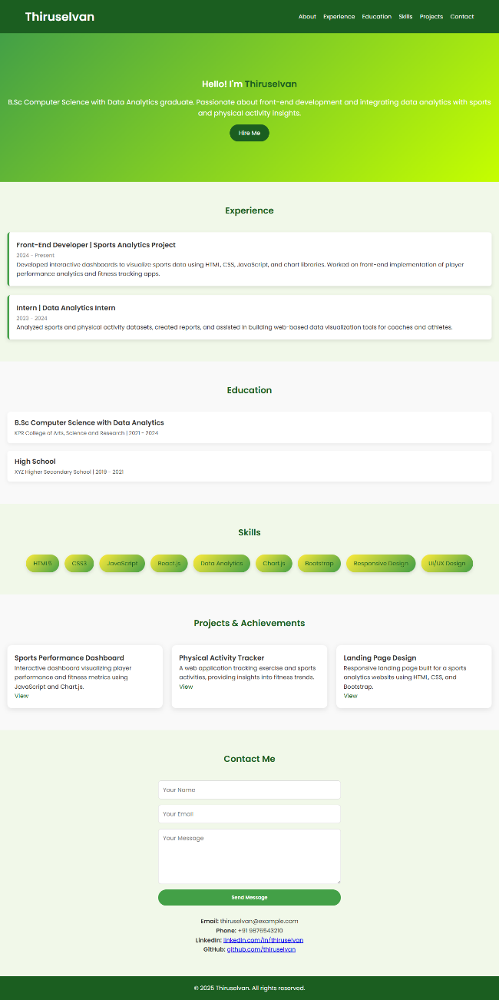 Thiruselvan
About Experience Education Skills Projects Contact
Hello! I'm Thiruselvan
B.Sc Computer Science with Data Analytics graduate. Passionate about front-end development and integrating data analytics with sports
and physical activity insights.
Hire Me
Experience
Front-End Developer | Sports Analytics Project
2024 - Present
Developed interactive dashboards to visualize sports data using HTML, CSS, JavaScript, and chart libraries. Worked on front-end implementation of player
performance analytics and fitness tracking apps.
Intern | Data Analytics Intern
2023 - 2024
Analyzed sports and physical activity datasets, created reports, and assisted in building web-based data visualization tools for coaches and athletes.
Education
B.Sc Computer Science with Data Analytics
KPR College of Arts, Science and Research | 2021 - 2024
High School
XYZ Higher Secondary School | 2019 - 2021
Skills
HTML5 CSS3 JavaScript React.js Data Analytics Chart.js Bootstrap Responsive Design UI/UX Design
Projects & Achievements
Sports Performance Dashboard
Interactive dashboard visualizing player
performance and fitness metrics using
JavaScript and Chart.js.
View
Physical Activity Tracker
A web application tracking exercise and sports
activities, providing insights into fitness trends.
View
Landing Page Design
Responsive landing page built for a sports
analytics website using HTML, CSS, and
Bootstrap.
View
Contact Me
Your Name
Your Email
Your Message
Send Message
Email: thiruselvan@example.com
Phone: +91 9876543210
LinkedIn: linkedin.com/in/thiruselvan
GitHub: github.com/thiruselvan
© 2025 Thiruselvan. All rights reserved.